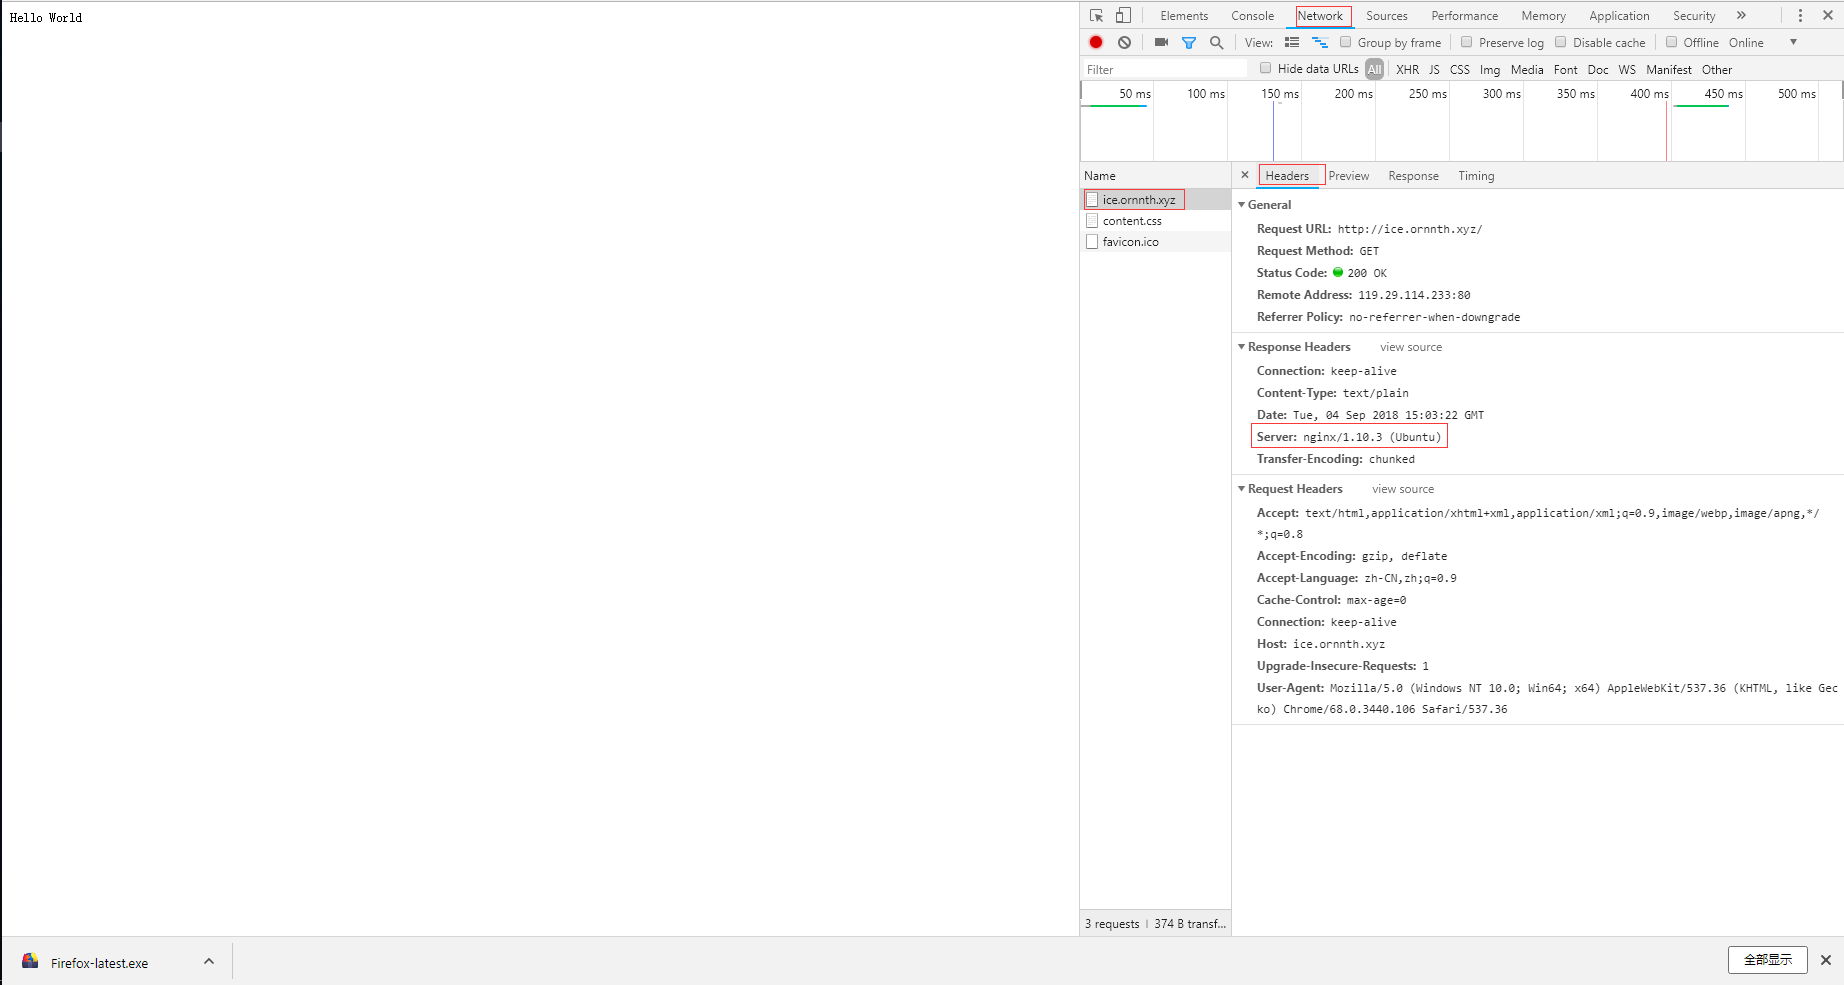 Hello World
Elements Console Network Sources Performance Memory Application Security »
View: Group by frame Preserve log Disable cache Offline Online
Filter Hide data URLs All XHR JS CSS Img Media Font Doc WS Manifest Other
50 ms 100 ms 150 ms 200 ms 250 ms 300 ms 350 ms 400 ms 450 ms 500 ms
Name
ice.ornnth.xyz
content.css
favicon.ico
3 requests | 374 B transf...
× Headers Preview Response Timing
General
Request URL: http://ice.ornnth.xyz/
Request Method: GET
Status Code: 200 OK
Remote Address: 119.29.114.233:80
Referrer Policy: no-referrer-when-downgrade
Response Headers view source
Connection: keep-alive
Content-Type: text/plain
Date: Tue, 04 Sep 2018 15:03:22 GMT
Server: nginx/1.10.3 (Ubuntu)
Transfer-Encoding: chunked
Request Headers view source
Accept: text/html,application/xhtml+xml,application/xml;q=0.9,image/webp,image/apng,*/
*;q=0.8
Accept-Encoding: gzip, deflate
Accept-Language: zh-CN,zh;q=0.9
Cache-Control: max-age=0
Connection: keep-alive
Host: ice.ornnth.xyz
Upgrade-Insecure-Requests: 1
User-Agent: Mozilla/5.0 (Windows NT 10.0; Win64; x64) AppleWebKit/537.36 (KHTML, like Gec
ko) Chrome/68.0.3440.106 Safari/537.36
Firefox-latest.exe
全部显示